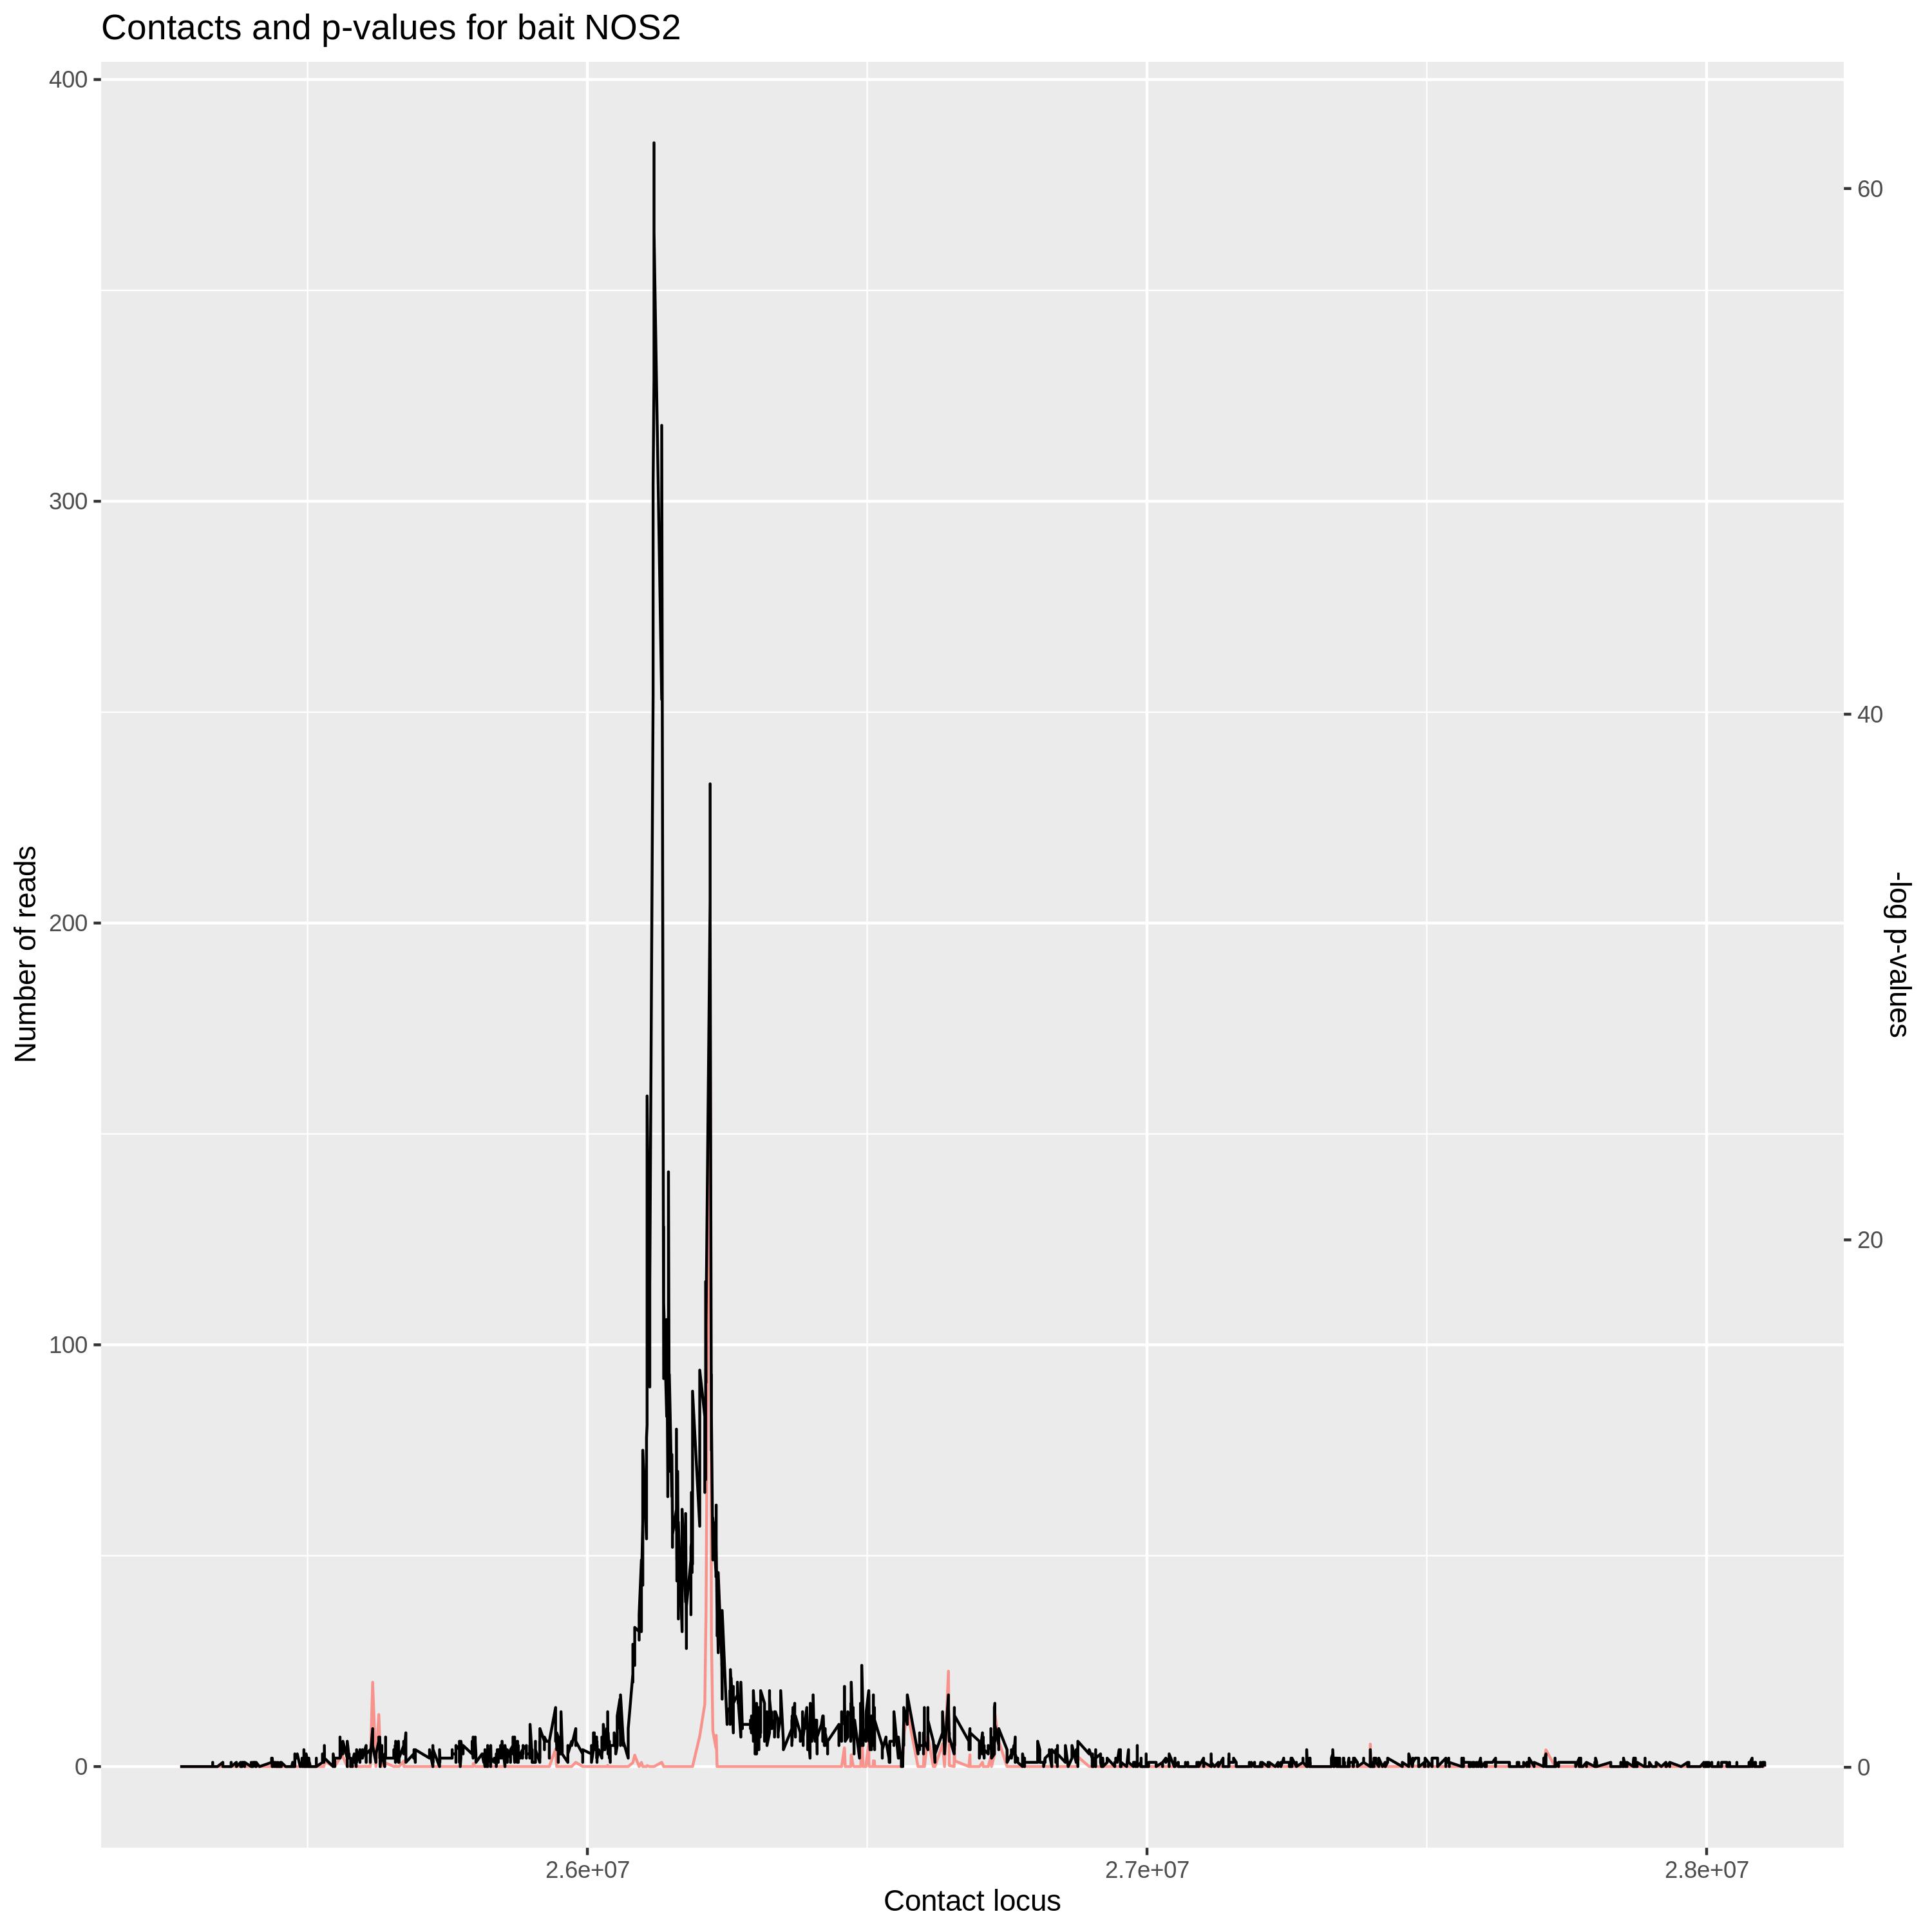 Contacts and p-values for bait NOS2
400
300
200
100
0
Number of reads
60
40
20
0
-log p-values
2.6e+07
2.7e+07
2.8e+07
Contact locus